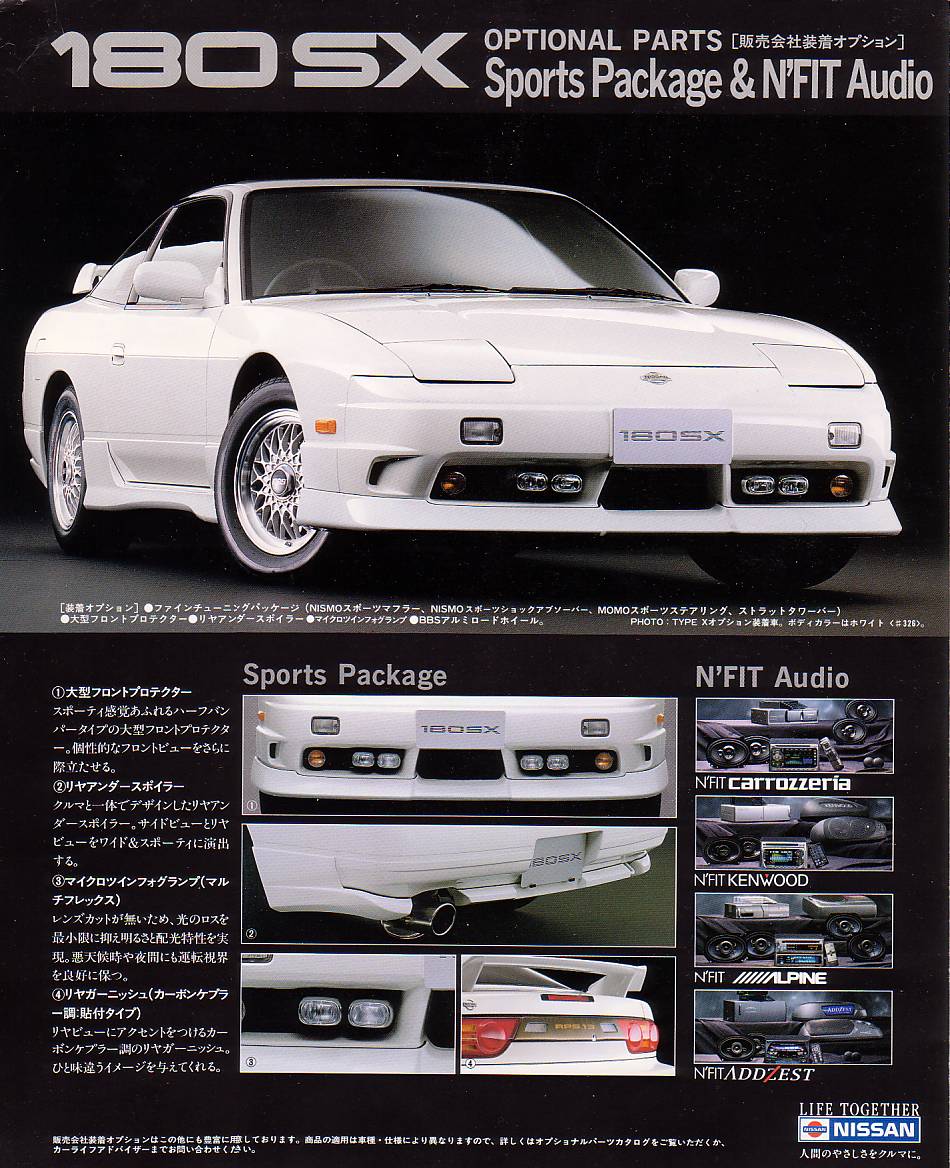 180SX
OPTIONAL PARTS [販売会社装着オプション]
Sports Package & N'FIT Audio
180SX
[装着オプション] ●ファインチューニングパッケージ (NISMOスポーツマフラー、NISMOスポーツショックアブソーバー、MOMOスポーツステアリング、ストラットタワーバー)
●大型フロントプロテクター●リヤアンダースポイラー●マイクロツインフォグランプ●BBSアルミロードホイール。
PHOTO:TYPE Xオプション装着車。ボディカラーはホワイト〈#326〉。
①大型フロントプロテクター
スポーティ感覚あふれるハーフバン
パータイプの大型フロントプロテクタ
ー。個性的なフロントビューをさらに
際立たせる。
②リヤアンダースポイラー
クルマと一体でデザインしたリヤアン
ダースポイラー。サイドビューとリヤ
ビューをワイド&スポーティに演出
する。
③マイクロツインフォグランプ(マル
チフレックス)
レンズカットが無いため、光のロスを
最小限に抑え明るさと配光特性を実
現。悪天候時や夜間にも運転視界
を良好に保つ。
④リヤガーニッシュ(カーボンケブラ
ー調:貼付タイプ)
リヤビューにアクセントをつけるカー
ボンケブラー調のリヤガーニッシュ。
ひと味違うイメージを与えてくれる。
Sports Package
180SX
①
180SX
②
③
RPS.13
④
N'FIT Audio
N'FIT carrozzeria
N'FIT KENWOOD
N'FIT ALPINE
ADDZEST
N'FIT ADDZEST
販売会社装着オプションはこの他にも豊富に用意しております。商品の適用は車種・仕様により異なりますので、詳しくはオプショナルパーツカタログをご覧いただくか、
カーライフアドバイザーまでお問い合わせください。
LIFE TOGETHER
NISSAN
人間のやさしさをクルマに。